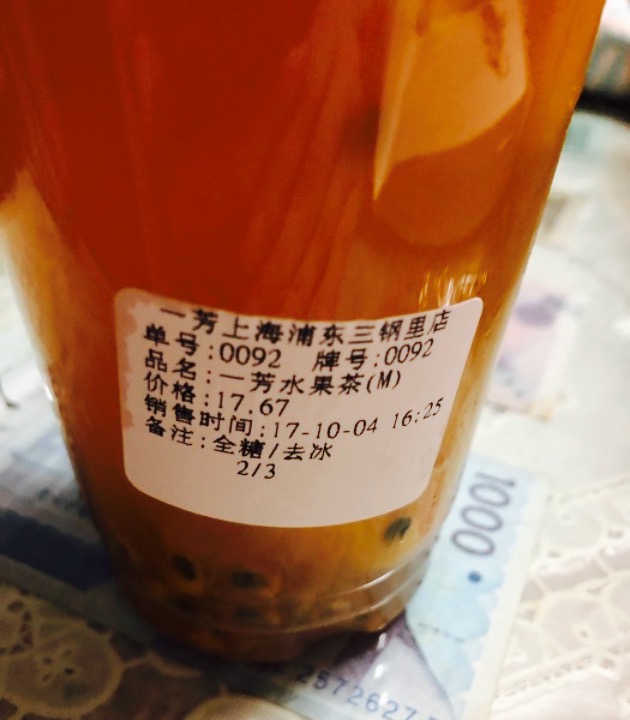 一芳上海浦东三钢里店
单号:0092 牌号:0092
品名:一芳水果茶(M)
价格:17.67
销售时间:17-10-04 16:25
备注:全糖/去冰
2/3
1000
2572627